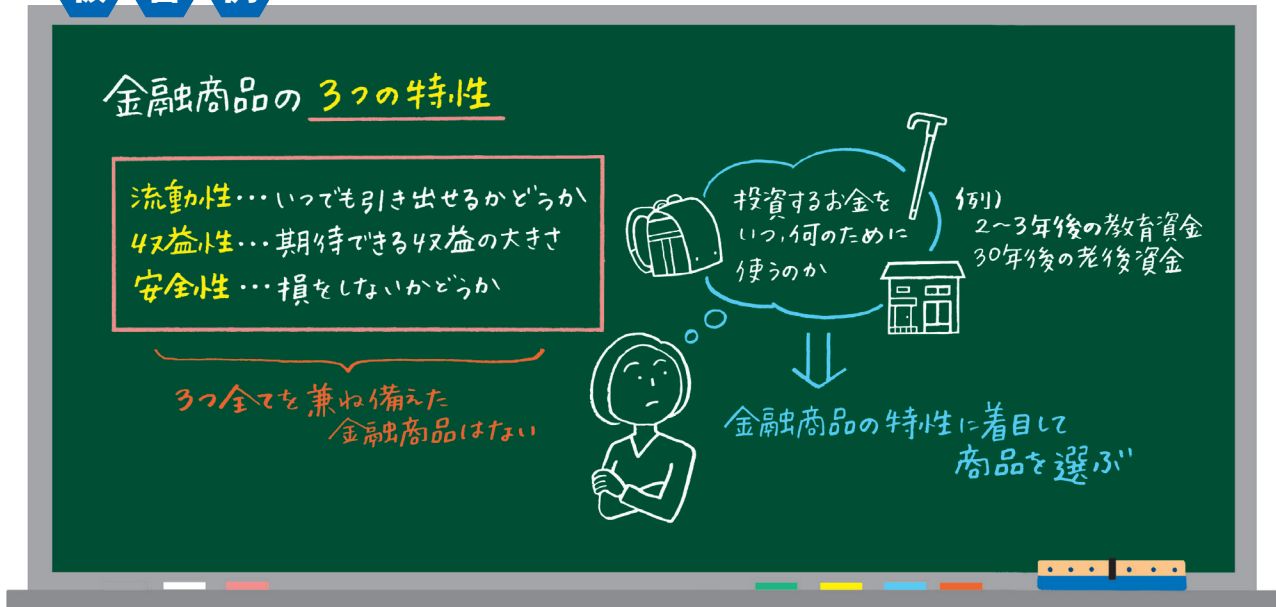 金融商品の 3つの特性
流動性…いつでも引き出せるかどうか
収益性…期待できる収益の大きさ
安全性…損をしないかどうか
3つ全てを兼ね備えた
金融商品はない
投資するお金を
いつ、何のために
使うのか
例)
2～3年後の教育資金
30年後の老後資金
金融商品の特性に着目して
商品を選ぶ